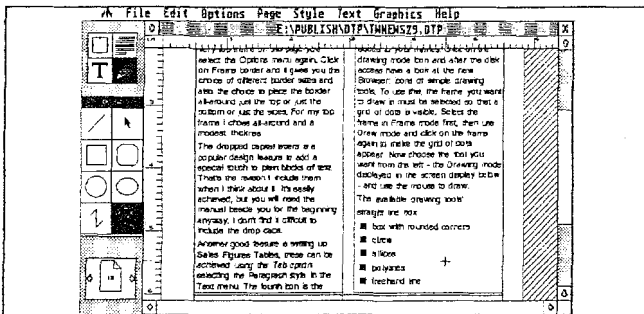 File Edit Options Page Style Text Graphics Help
E:\PUBLISH\DTP\TWNEWSZ9.DTP
T
select the Options menu again. Click
on Frame border and it gives you the
choice of different border sizes and
also the choice to place the border
all-around just the top or just the
bottom or just the sides. For my top
frame I chose all-around and a
modest thickness
The dropped capital letters are a
popular design feature to add a
special touch to plain blocks of text.
That's the reason I include them
when I think about it. It's easily
achieved, but you will need the
manual beside you for the beginning
anyway, I don't find it difficult to
include the drop caps.
Another good feature is setting up
Sales Figures Tables, these can be
achieved using the Tab option
selecting the Paragraph style in the
Text menu. The fourth icon is the
drawing mode icon and after the disk
access have a box at the
Browser icons of simple drawing
tools. To use this, the frame you want
to draw in must be selected so that a
grid of dots is visible. Select the
frame in Frame mode first, then use
Draw mode and click on the frame
again to make the grid of dots
appear. Now choose the tool you
want from the left - the Drawing mode
displayed in the screen display below
- and use the mouse to draw.
The available drawing tools'
straight line box
box with rounded corners
circle
ellipse
polyline
freehand line